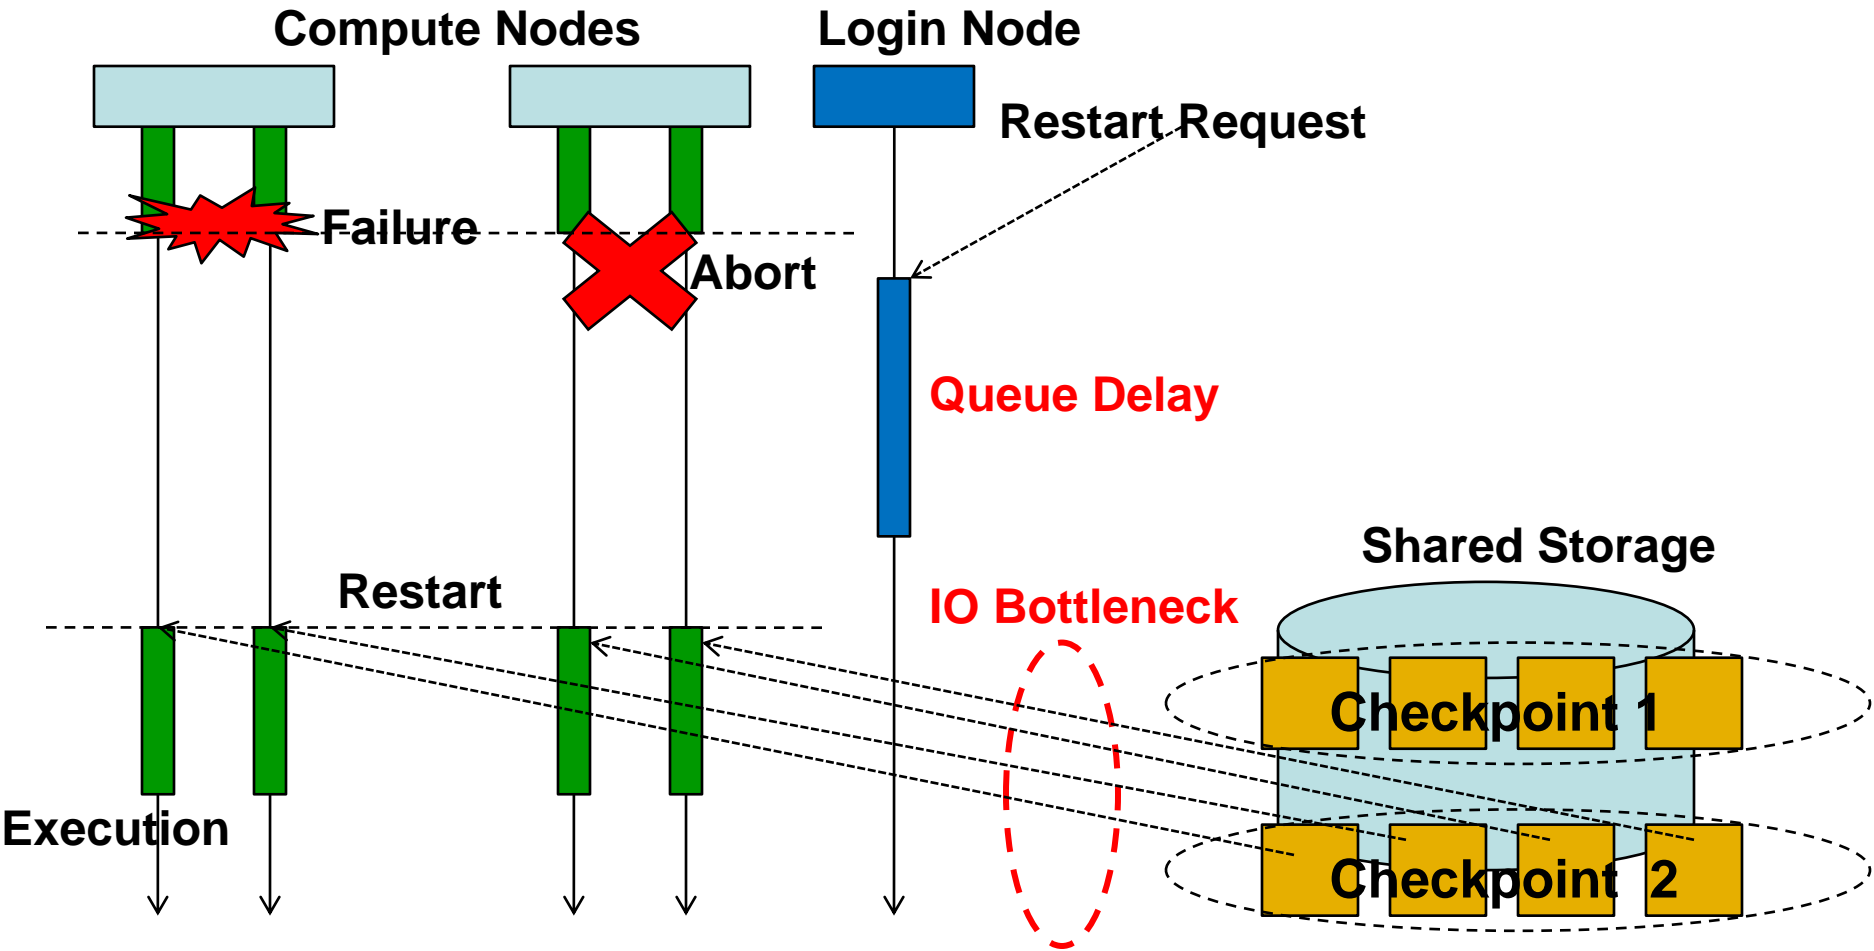 Compute Nodes
Login Node
Restart Request
Failure
Abort
Queue Delay
Shared Storage
Restart
IO Bottleneck
Checkpoint 1
Execution
Checkpoint 2